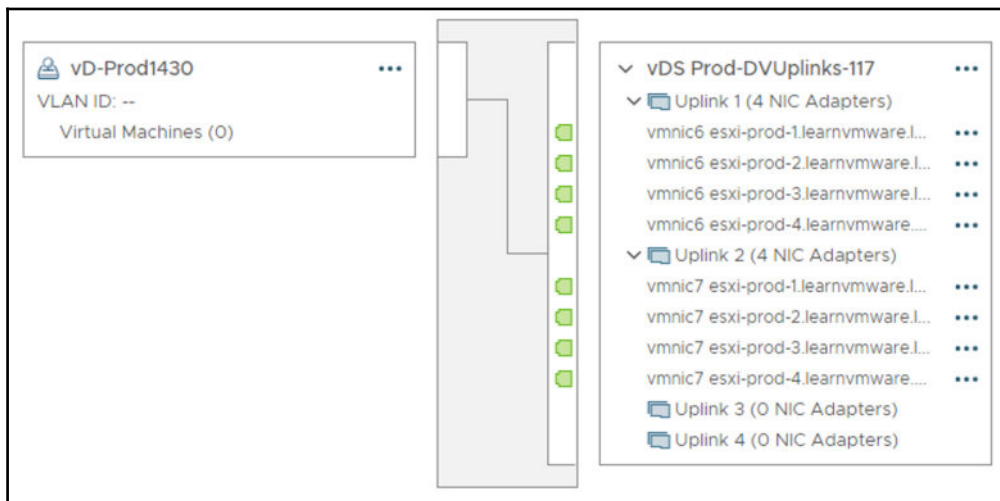 vD-Prod1430
VLAN ID: --
Virtual Machines (0)
vDS Prod-DVUplinks-117
Uplink 1 (4 NIC Adapters)
vmnic6 esxi-prod-1.learnvmware.l...
vmnic6 esxi-prod-2.learnvmware.l...
vmnic6 esxi-prod-3.learnvmware.l...
vmnic6 esxi-prod-4.learnvmware....
Uplink 2 (4 NIC Adapters)
vmnic7 esxi-prod-1.learnvmware.l...
vmnic7 esxi-prod-2.learnvmware.l...
vmnic7 esxi-prod-3.learnvmware.l...
vmnic7 esxi-prod-4.learnvmware....
Uplink 3 (0 NIC Adapters)
Uplink 4 (0 NIC Adapters)